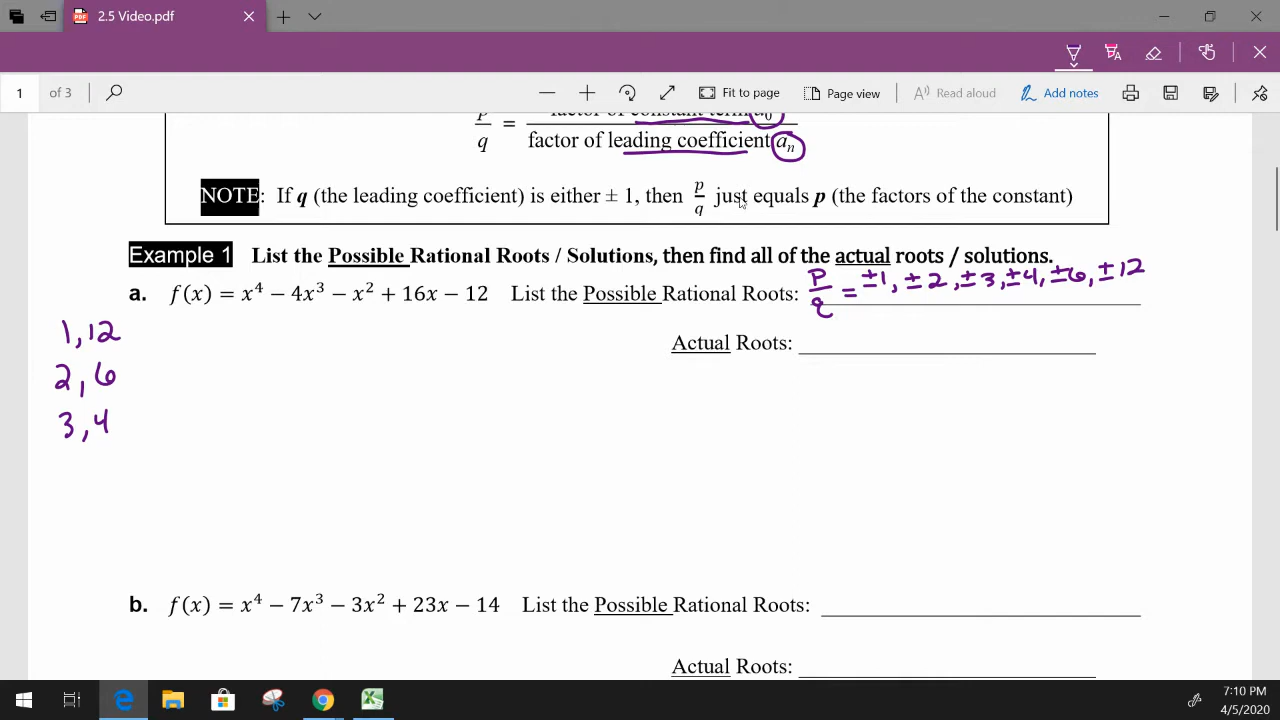 2.5 Video.pdf
1 of 3 Fit to page Page view Read aloud Add notes
p/q = factor of constant term a₀ / factor of leading coefficient aₙ
NOTE: If q (the leading coefficient) is either ± 1, then p/q just equals p (the factors of the constant)
Example 1 List the Possible Rational Roots / Solutions, then find all of the actual roots / solutions.
a. f(x) = x⁴ − 4x³ − x² + 16x − 12 List the Possible Rational Roots: P/q = ±1, ±2, ±3, ±4, ±6, ±12
Actual Roots:
1, 12
2, 6
3, 4
b. f(x) = x⁴ − 7x³ − 3x² + 23x − 14 List the Possible Rational Roots:
Actual Roots:
7:10 PM
4/5/2020